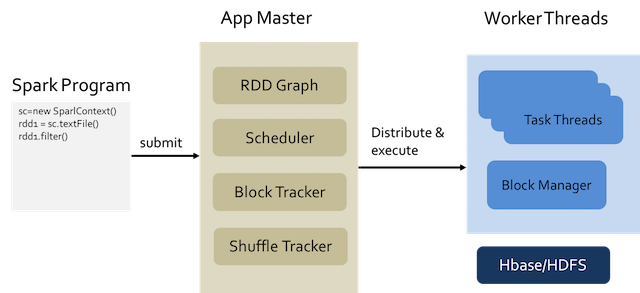 App Master
Worker Threads
Spark Program
sc=new SparlContext()
rdd1 = sc.textFile()
rdd1.filter()
submit
RDD Graph
Scheduler
Block Tracker
Shuffle Tracker
Distribute &
execute
Task Threads
Block Manager
Hbase/HDFS